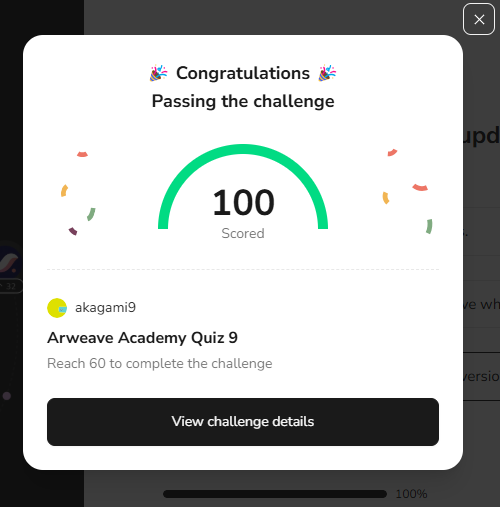 🎉 Congratulations 🎉
Passing the challenge
upd
100
Scored
akagami9
ve wh
Arweave Academy Quiz 9
Reach 60 to complete the challenge
versio
View challenge details
100%